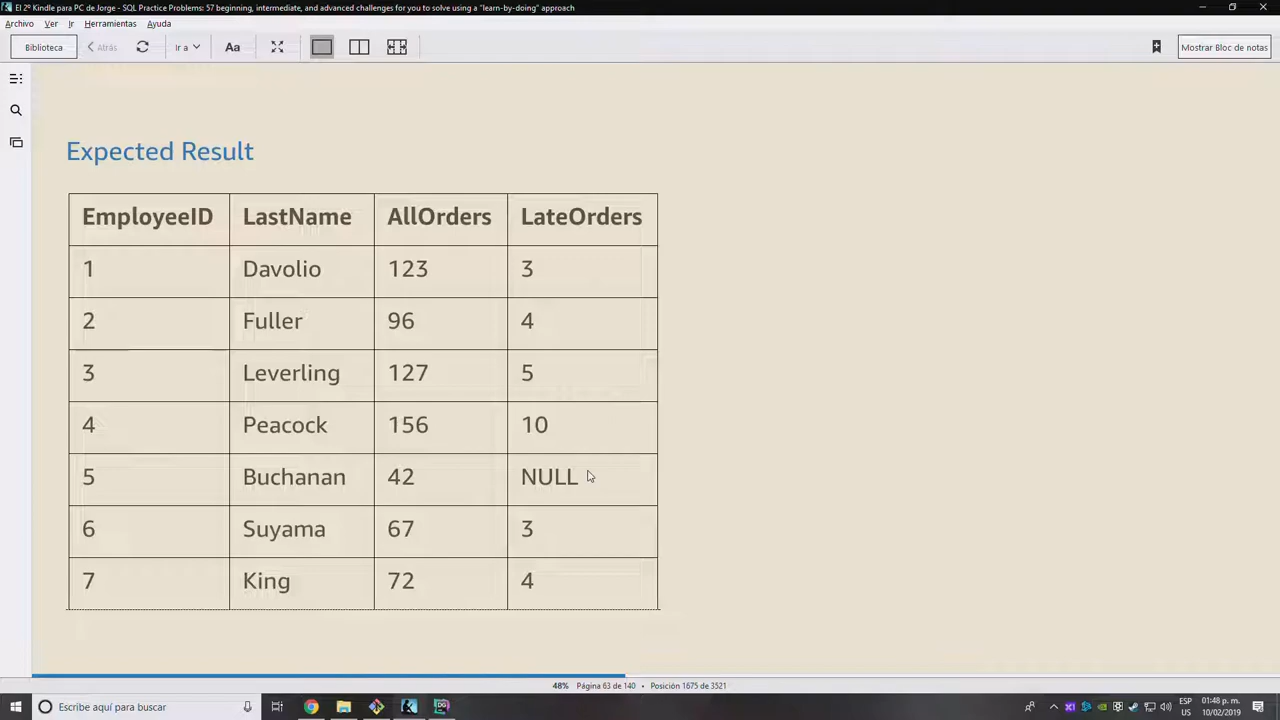 El 2º Kindle para PC de Jorge - SQL Practice Problems: 57 beginning, intermediate, and advanced challenges for you to solve using a "learn-by-doing" approach
Archivo Ver Ir Herramientas Ayuda
Biblioteca Atrás Ir a Aa Mostrar Bloc de notas
Expected Result
EmployeeID LastName AllOrders LateOrders
1 Davolio 123 3
2 Fuller 96 4
3 Leverling 127 5
4 Peacock 156 10
5 Buchanan 42 NULL
6 Suyama 67 3
7 King 72 4
48% Página 63 de 140 • Posición 1675 de 3521
Escribe aquí para buscar
DG
ESP
US
01:48 p. m.
10/02/2019